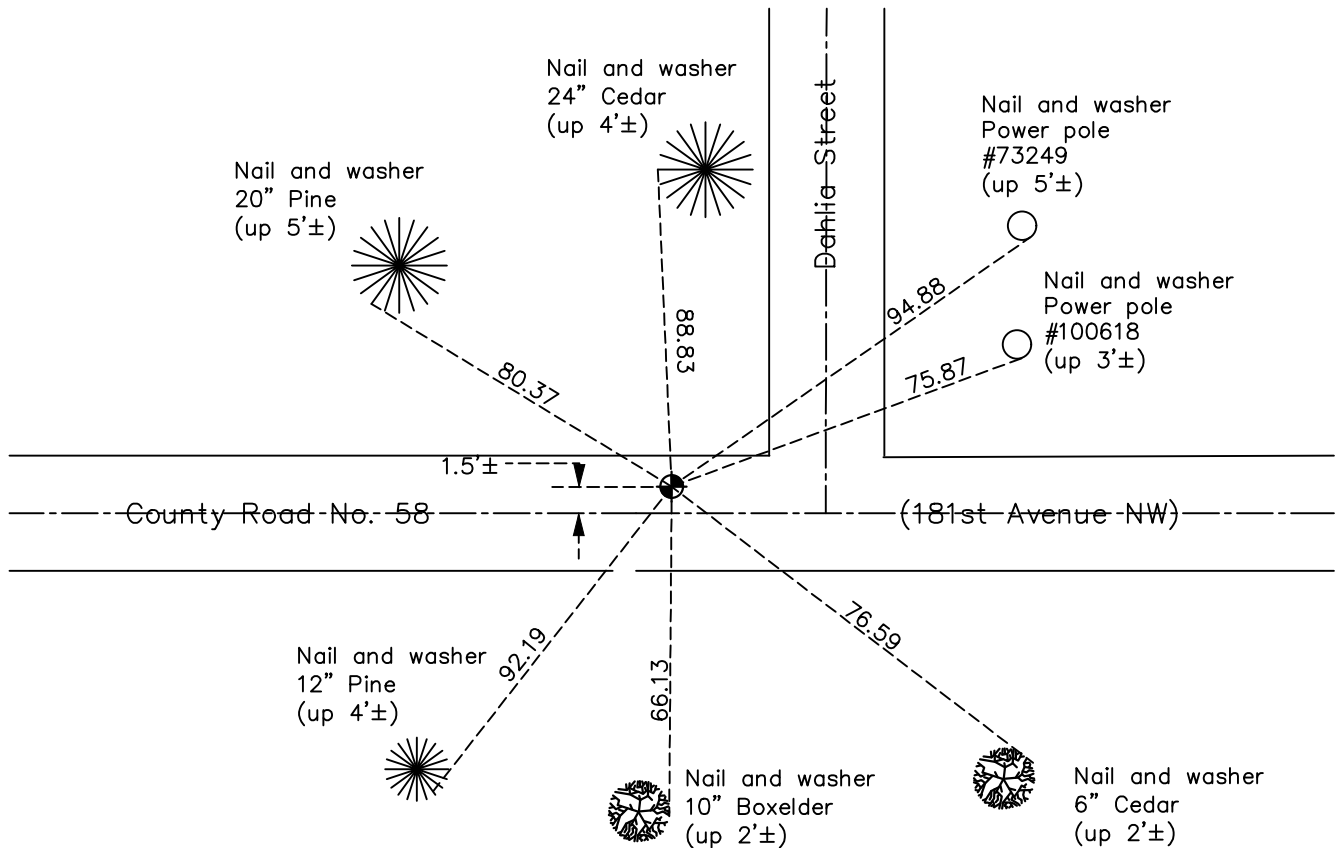 Nail and washer
24” Cedar
(up 4’±)
Nail and washer
Power pole
#73249
(up 5’±)
Nail and washer
20” Pine
(up 5’±)
Dahlia Street
Nail and washer
Power pole
#100618
(up 3’±)
94.88
88.83
80.37
75.87
1.5’±
County Road No. 58
(181st Avenue NW)
92.19
66.13
76.59
Nail and washer
12” Pine
(up 4’±)
Nail and washer
10” Boxelder
(up 2’±)
Nail and washer
6” Cedar
(up 2’±)